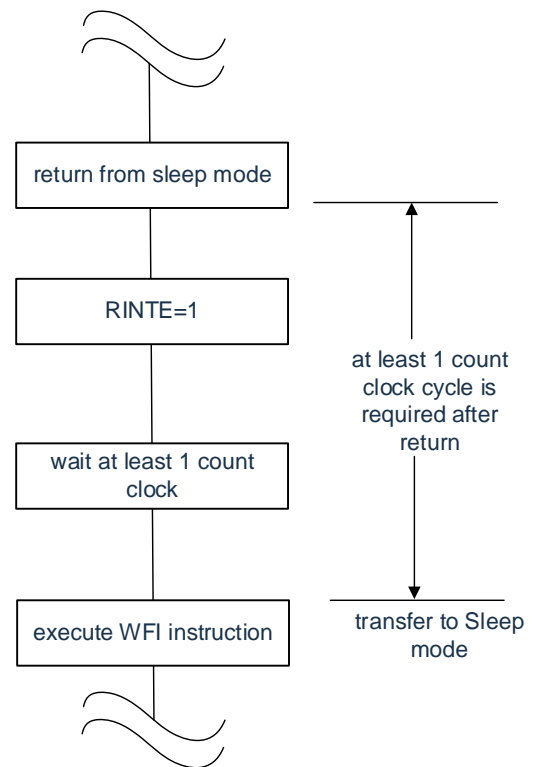 return from sleep mode
RINTE=1
at least 1 count
clock cycle is
required after
return
wait at least 1 count
clock
execute WFI instruction
transfer to Sleep
mode